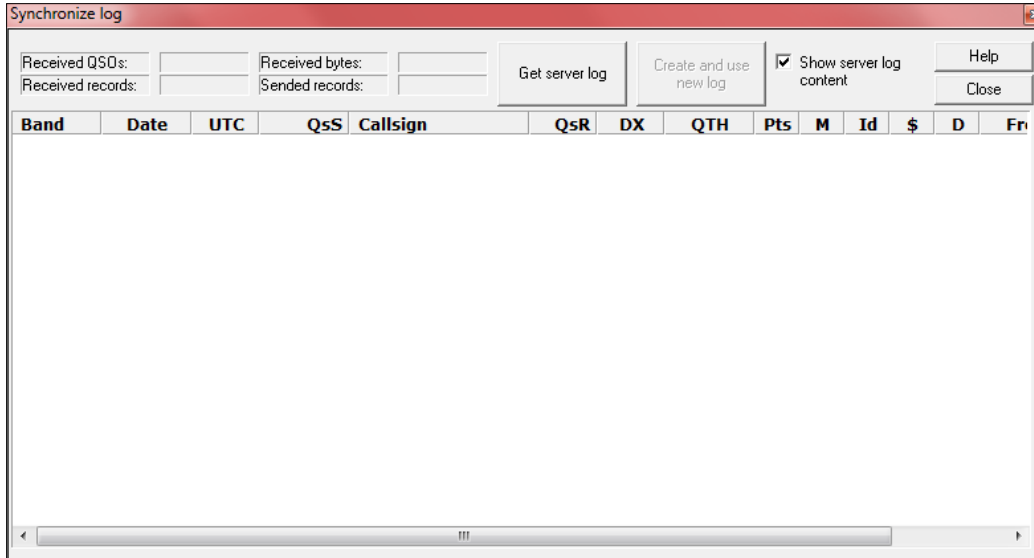 Synchronize log
Received QSOs: Received bytes:
Received records: Sended records:
Get server log
Create and use
new log
Show server log
content
Help
Close
Band Date UTC QsS Callsign QsR DX QTH Pts M Id $ D Fr